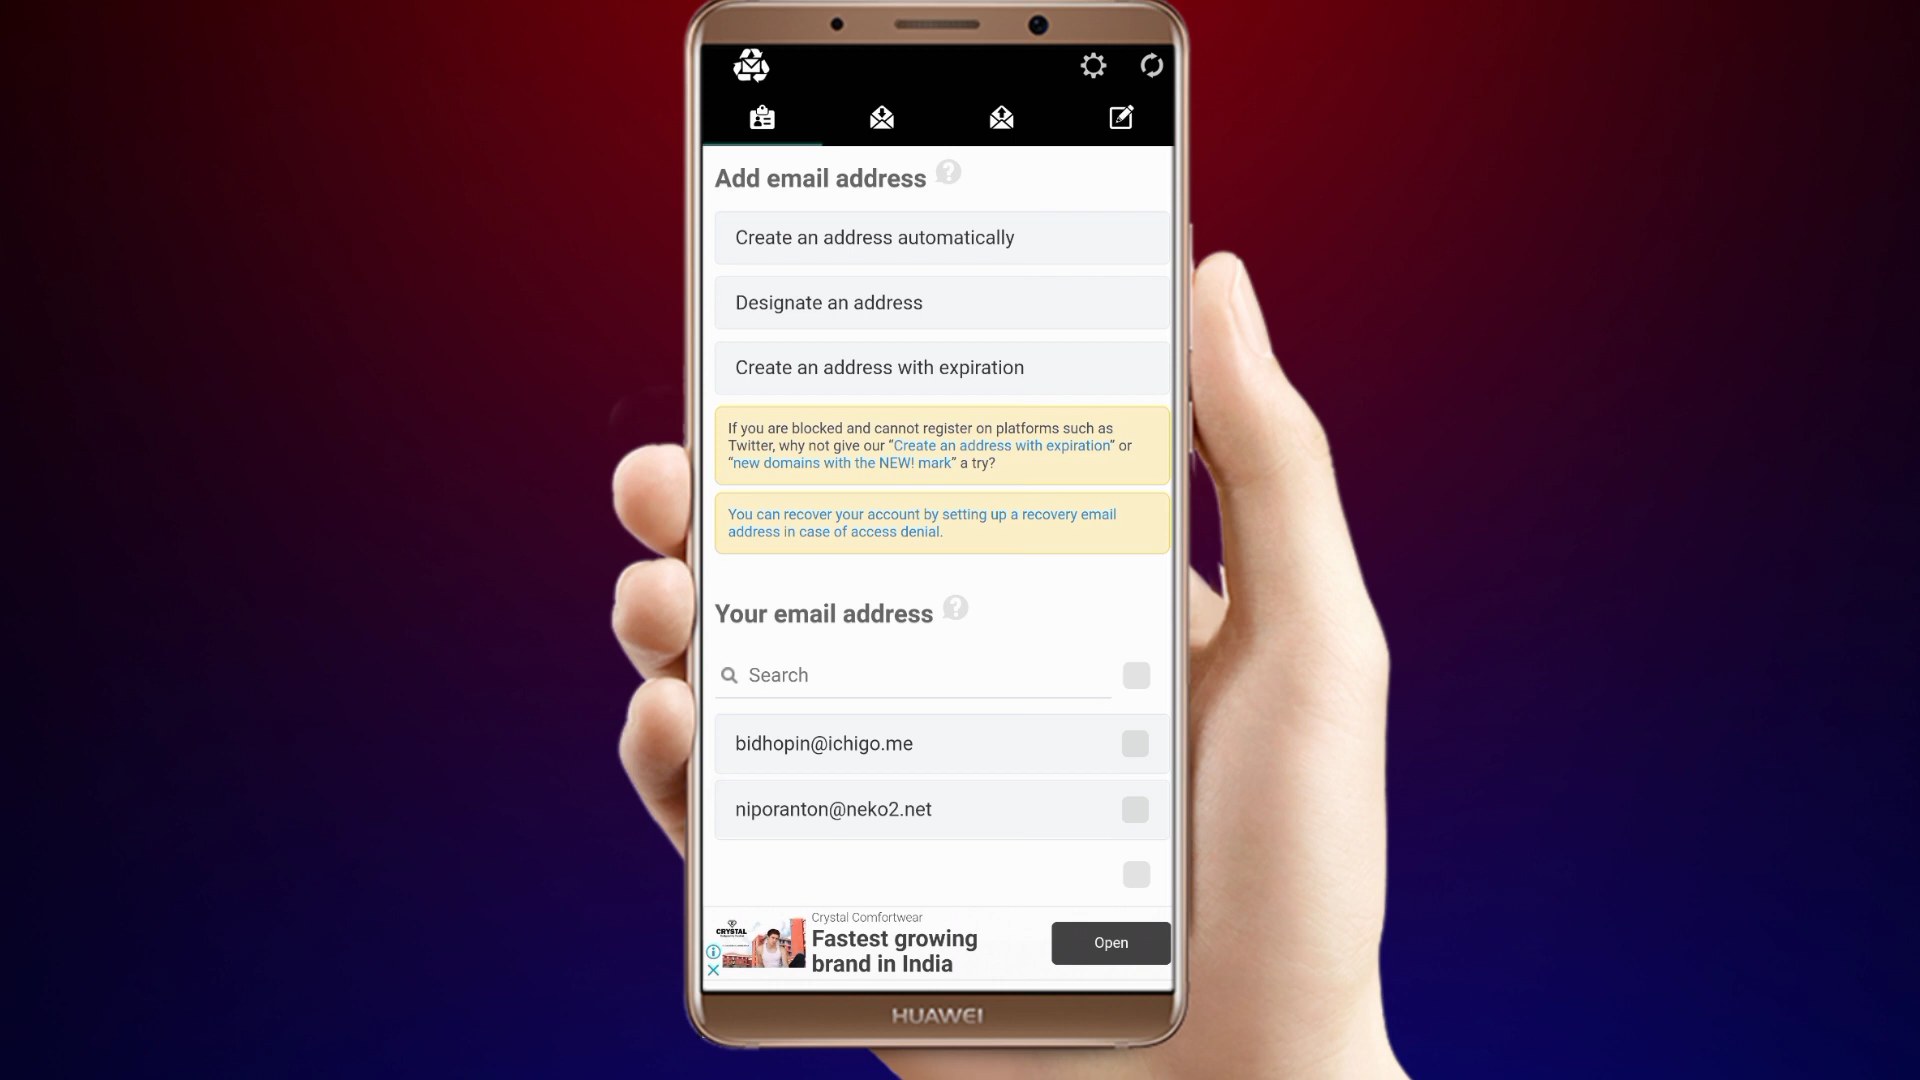 Add email address
Create an address automatically
Designate an address
Create an address with expiration
If you are blocked and cannot register on platforms such as
Twitter, why not give our “Create an address with expiration” or
“new domains with the NEW! mark” a try?
You can recover your account by setting up a recovery email
address in case of access denial.
Your email address
Search
bidhopin@ichigo.me
niporanton@neko2.net
CRYSTAL
Crystal Comfortwear
Fastest growing
brand in India
Open
HUAWEI